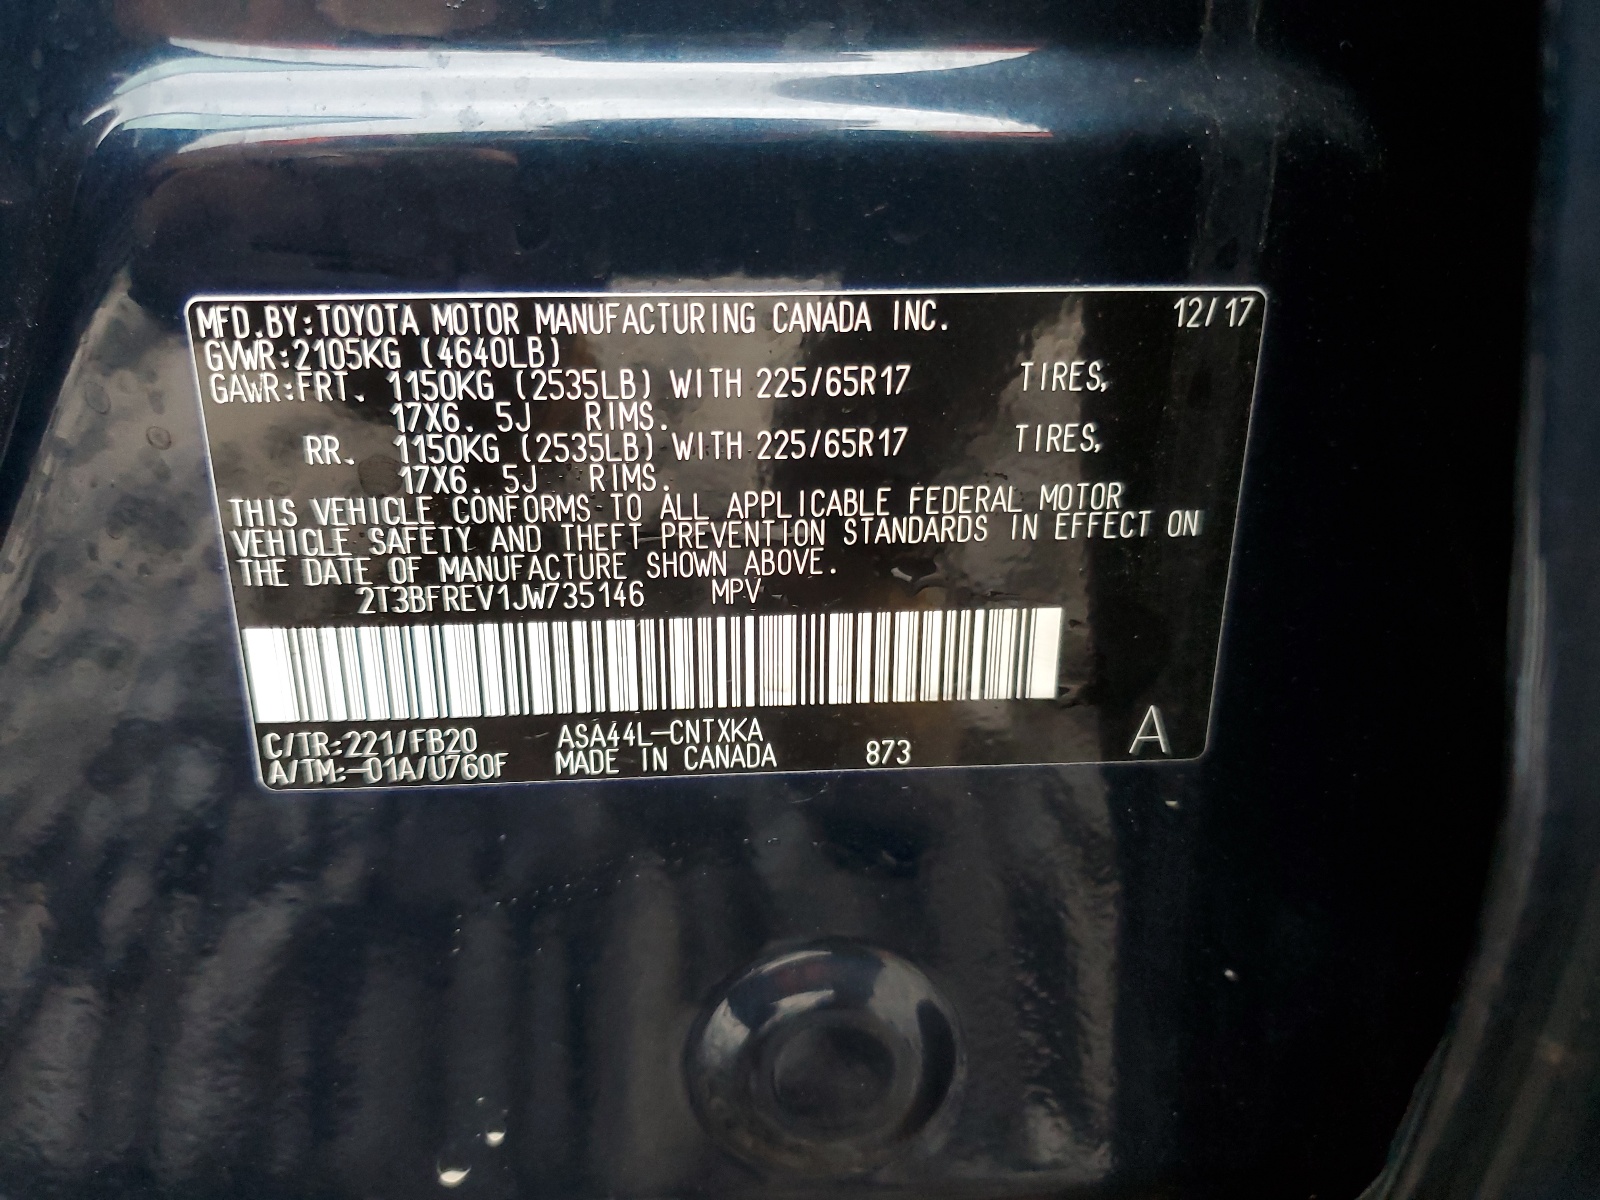 MFD.BY:TOYOTA MOTOR MANUFACTURING CANADA INC. 12/17
GVWR:2105KG (4640LB)
GAWR:FRT. 1150KG (2535LB) WITH 225/65R17 TIRES,
17X6.5J RIMS.
RR. 1150KG (2535LB) WITH 225/65R17 TIRES,
17X6.5J RIMS.
THIS VEHICLE CONFORMS TO ALL APPLICABLE FEDERAL MOTOR
VEHICLE SAFETY AND THEFT PREVENTION STANDARDS IN EFFECT ON
THE DATE OF MANUFACTURE SHOWN ABOVE.
2T3BFREV1JW735146 MPV
C/TR:221/FB20 ASA44L-CNTXKA
A/TM:-01A/U760F MADE IN CANADA 873 A